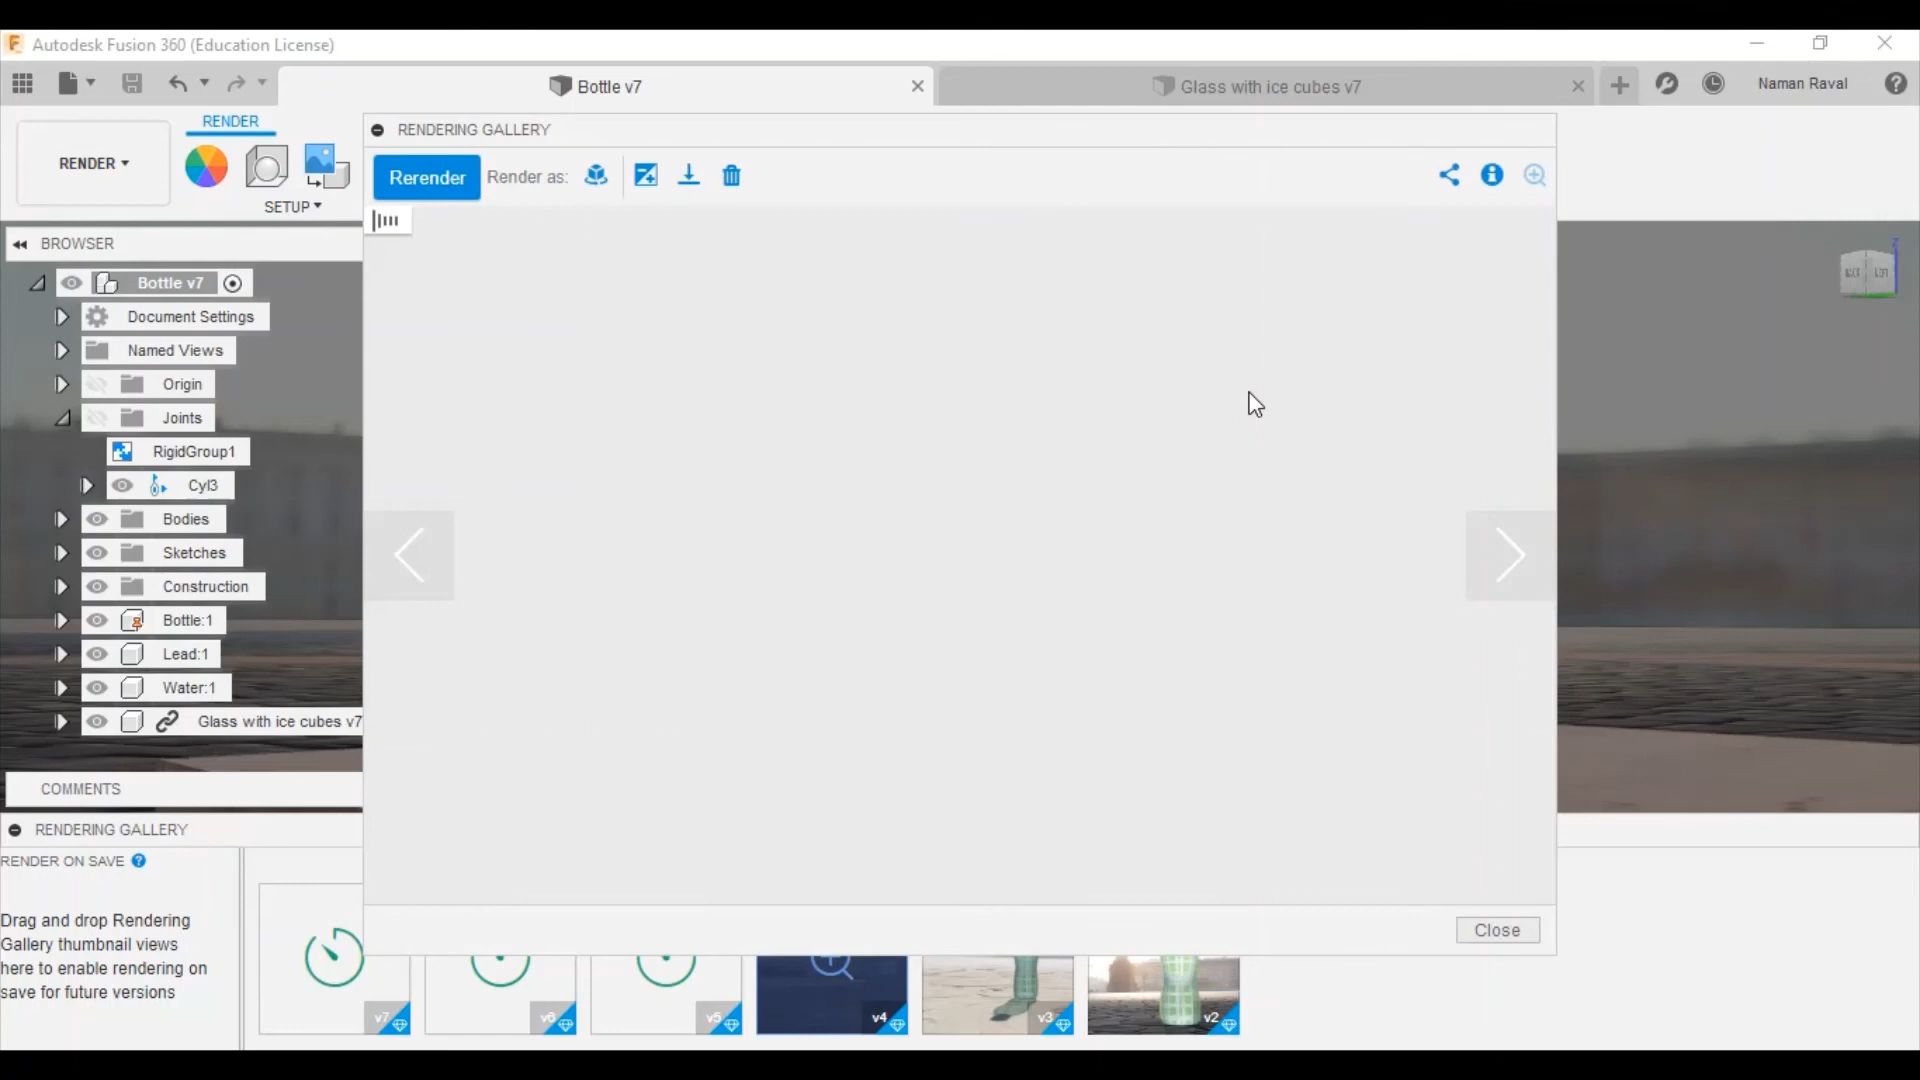 Autodesk Fusion 360 (Education License)
Bottle v7
Glass with ice cubes v7
Naman Raval
RENDER
RENDER
SETUP
RENDERING GALLERY
Rerender
Render as:
BROWSER
Bottle v7
Document Settings
Named Views
Origin
Joints
RigidGroup1
Cyl3
Bodies
Sketches
Construction
Bottle:1
Lead:1
Water:1
Glass with ice cubes v7
BACK
LEFT
COMMENTS
RENDERING GALLERY
RENDER ON SAVE
Drag and drop Rendering
Gallery thumbnail views
here to enable rendering on
save for future versions
Close
v7
v6
v5
v4
v3
v2